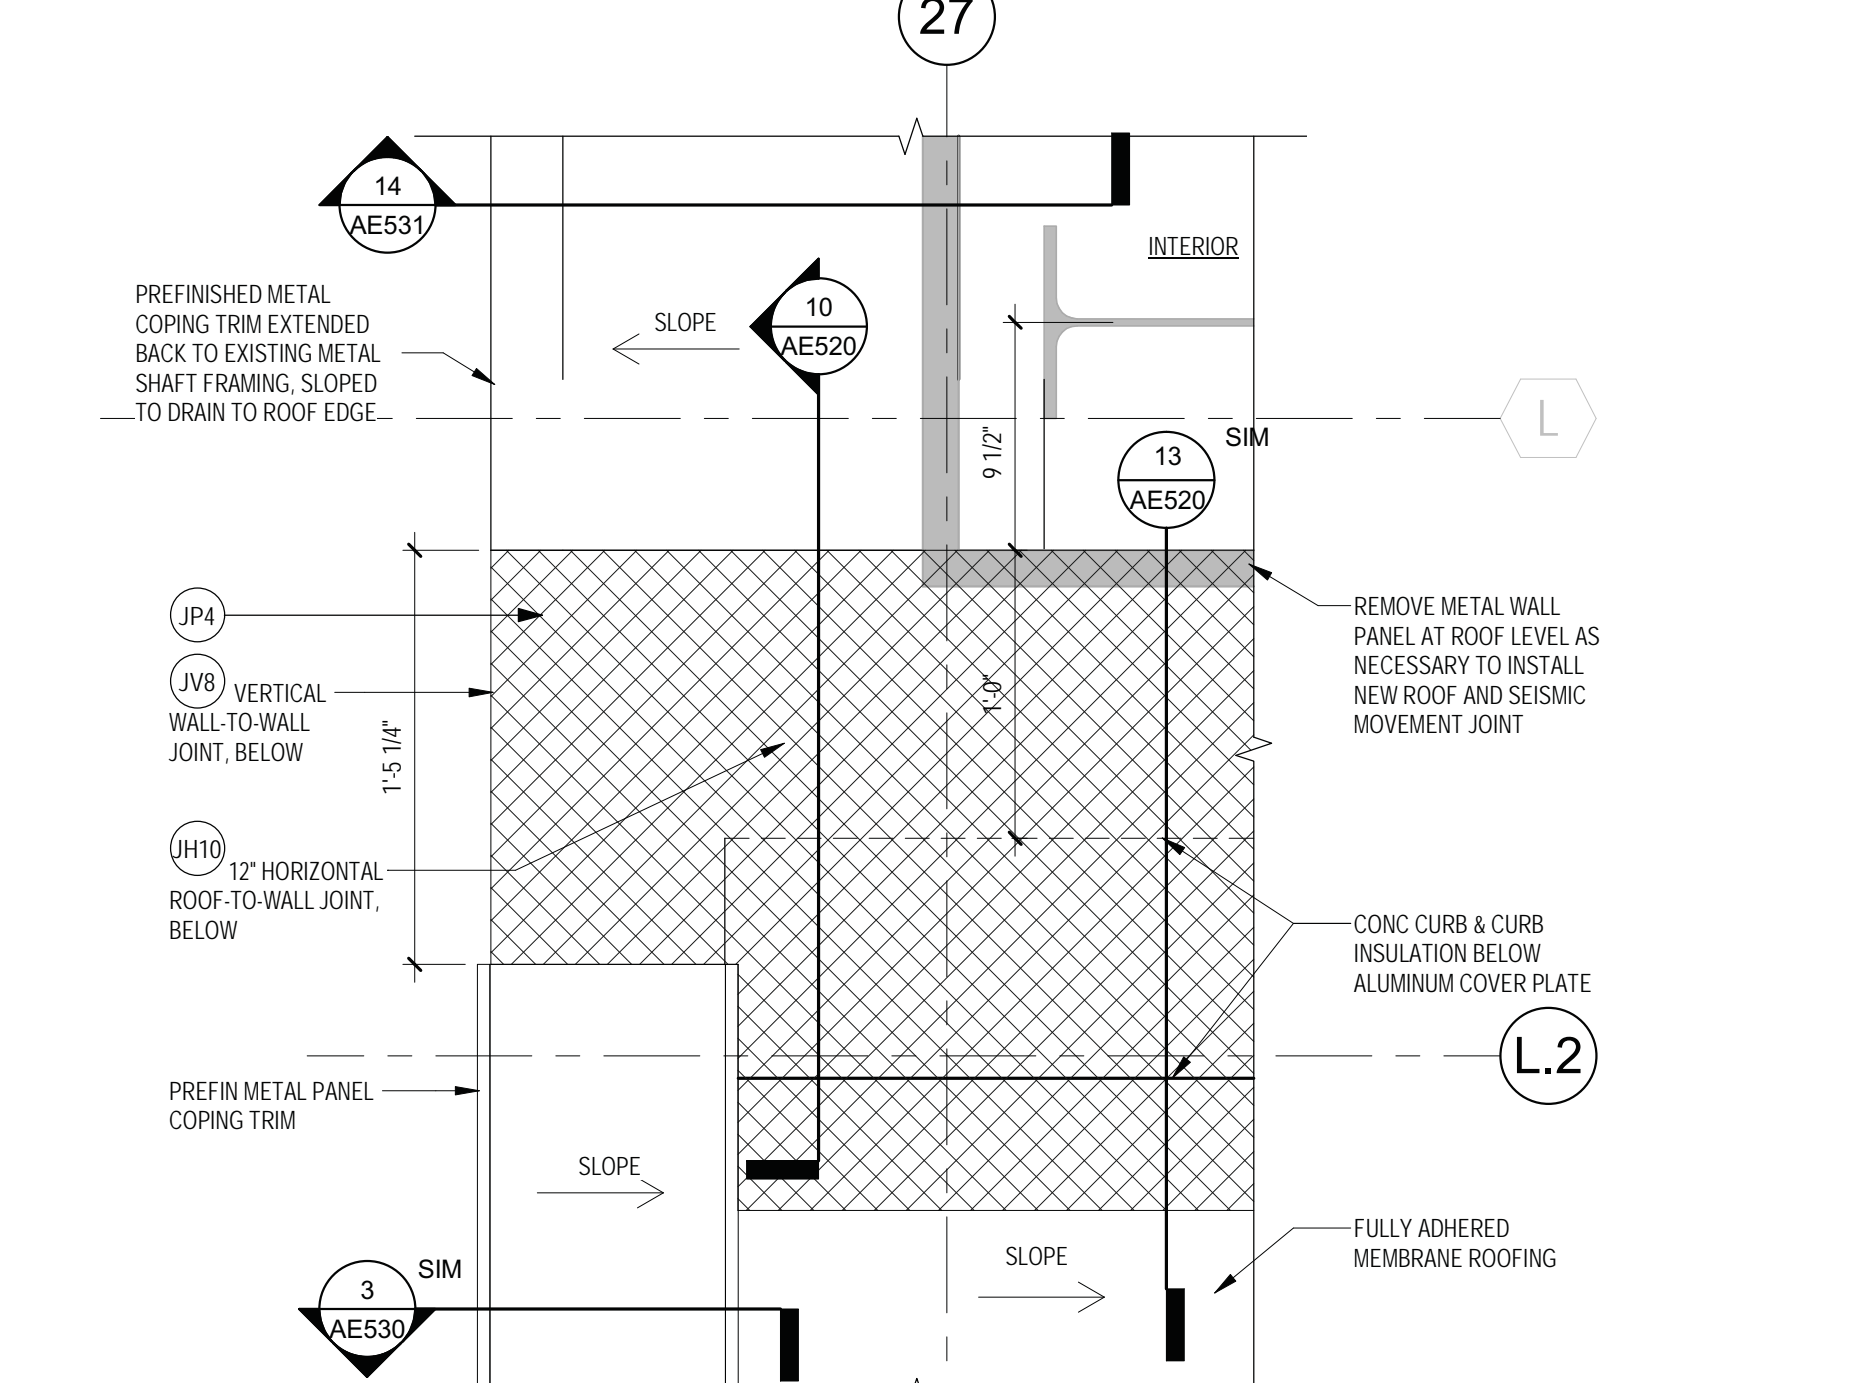 27
14
AE531
INTERIOR
PREFINISHED METAL
COPING TRIM EXTENDED
BACK TO EXISTING METAL
SHAFT FRAMING, SLOPED
TO DRAIN TO ROOF EDGE
SLOPE
10
AE520
L
9 1/2"
13
AE520
SIM
JP4
JV8 VERTICAL
WALL-TO-WALL
JOINT, BELOW
1'-5 1/4"
1'-0"
REMOVE METAL WALL
PANEL AT ROOF LEVEL AS
NECESSARY TO INSTALL
NEW ROOF AND SEISMIC
MOVEMENT JOINT
JH10 12" HORIZONTAL
ROOF-TO-WALL JOINT,
BELOW
CONC CURB & CURB
INSULATION BELOW
ALUMINUM COVER PLATE
L.2
PREFIN METAL PANEL
COPING TRIM
SLOPE
SLOPE
FULLY ADHERED
MEMBRANE ROOFING
3
AE530
SIM